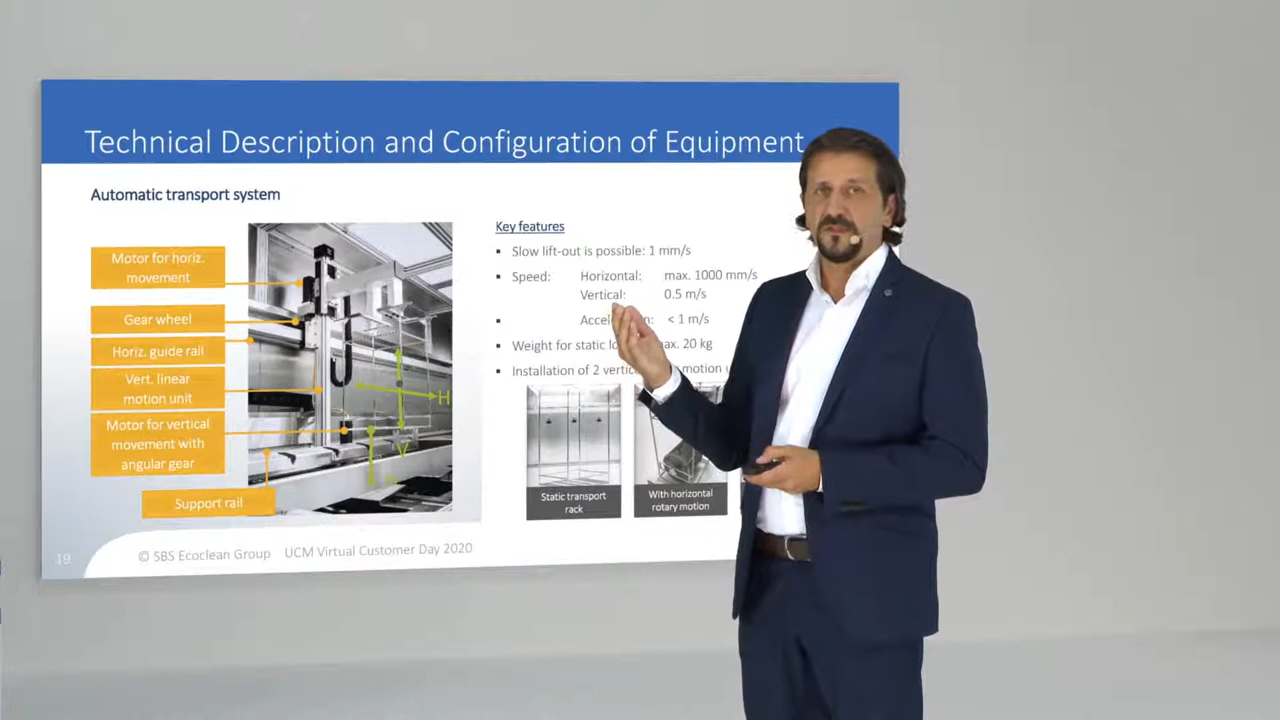 Technical Description and Configuration of Equipment
Automatic transport system
Motor for horiz.
movement
Gear wheel
Horiz. guide rail
Vert. linear
motion unit
Motor for vertical
movement with
angular gear
Support rail
H
V
Key features
Slow lift-out is possible: 1 mm/s
Speed: Horizontal: max. 1000 mm/s
Vertical: 0.5 m/s
< 1 m/s
Weight for static max. 20 kg
Installation of 2 motion
Static transport
rack
With horizontal
rotary motion
19
© SBS Ecoclean Group UCM Virtual Customer Day 2020